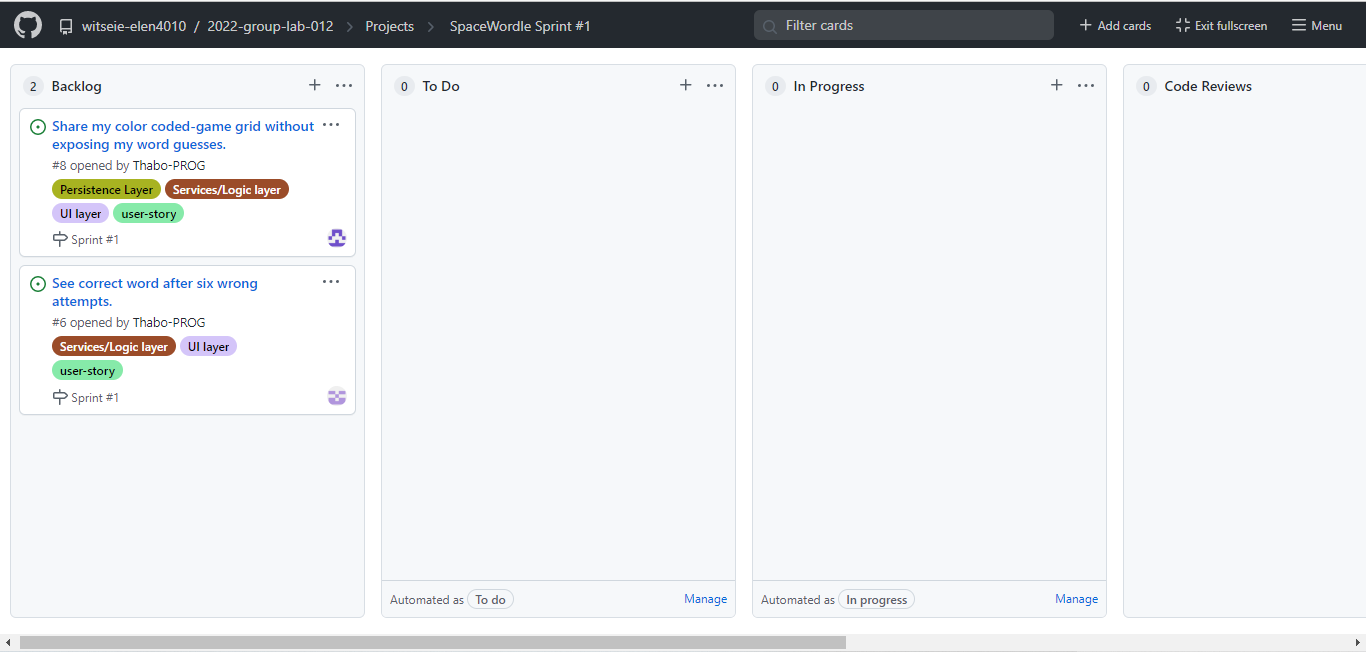 witseie-elen4010 / 2022-group-lab-012 Projects SpaceWordle Sprint #1 Filter cards Add cards Exit fullscreen Menu
2 Backlog
Share my color coded-game grid without
exposing my word guesses.
#8 opened by Thabo-PROG
Persistence Layer Services/Logic layer
UI layer user-story
Sprint #1
See correct word after six wrong
attempts.
#6 opened by Thabo-PROG
Services/Logic layer UI layer
user-story
Sprint #1
0 To Do
Automated as To do Manage
0 In Progress
Automated as In progress Manage
0 Code Reviews